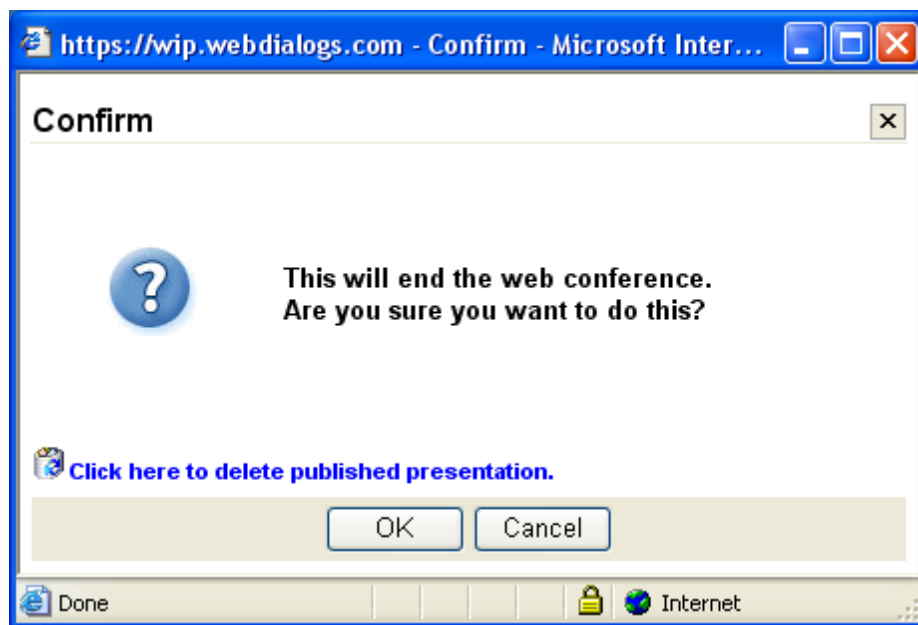 https://wip.webdialogs.com - Confirm - Microsoft Inter...
Confirm
This will end the web conference.
Are you sure you want to do this?
Click here to delete published presentation.
OK Cancel
Done Internet